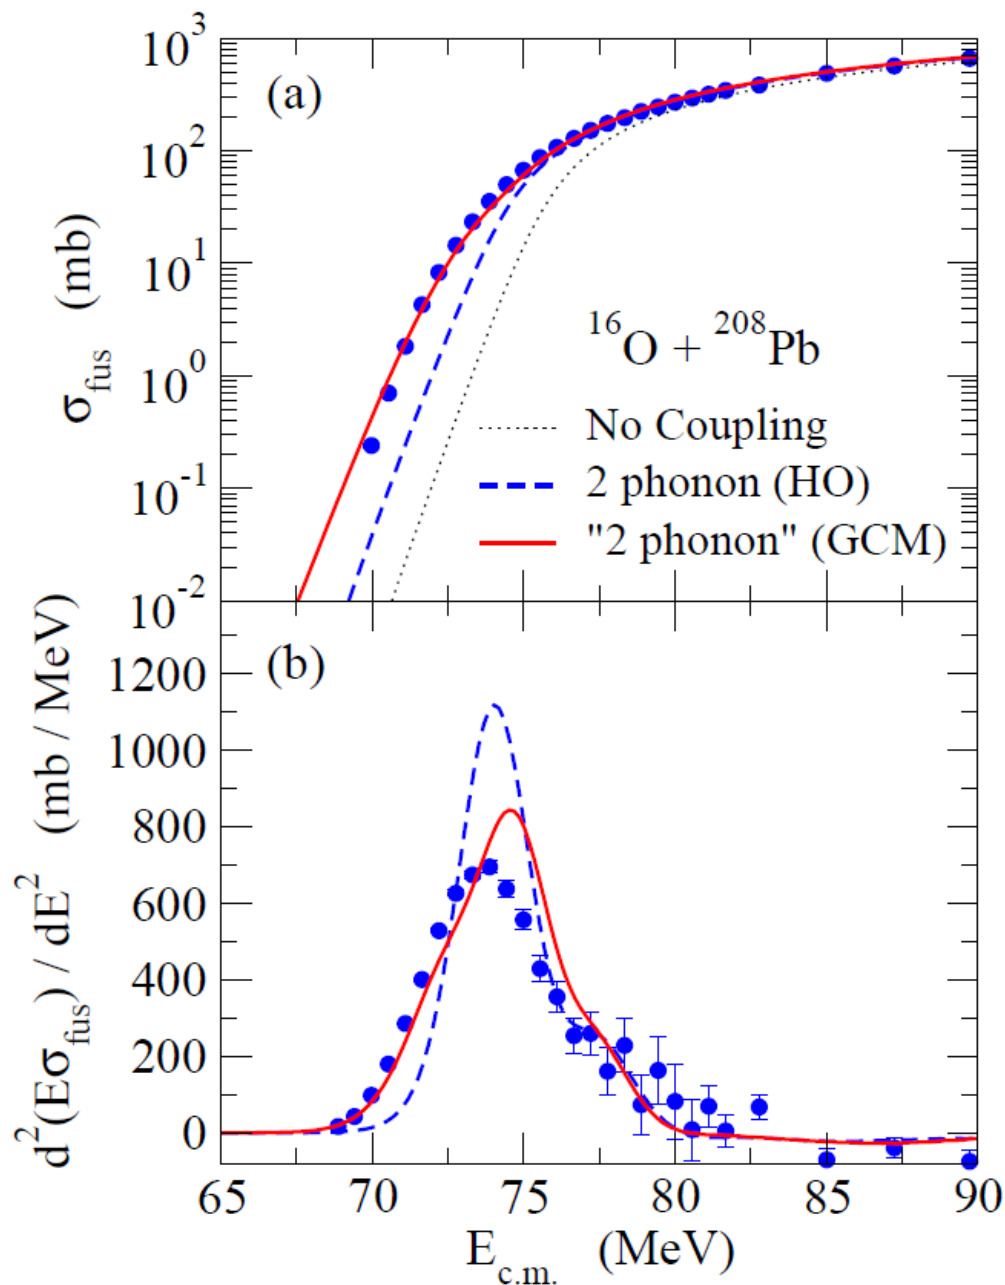 (a)
10^3
10^2
10^1
10^0
10^-1
10^-2
σ_fus (mb)
^16O + ^208Pb
No Coupling
2 phonon (HO)
"2 phonon" (GCM)
(b)
1200
1000
800
600
400
200
0
d^2(Eσ_fus) / dE^2 (mb / MeV)
65 70 75 80 85 90
E_c.m. (MeV)